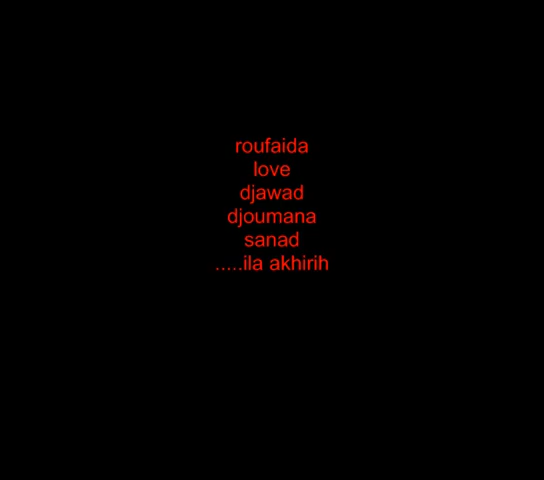 roufaida
love
djawad
djoumana
sanad
.....ila akhirih